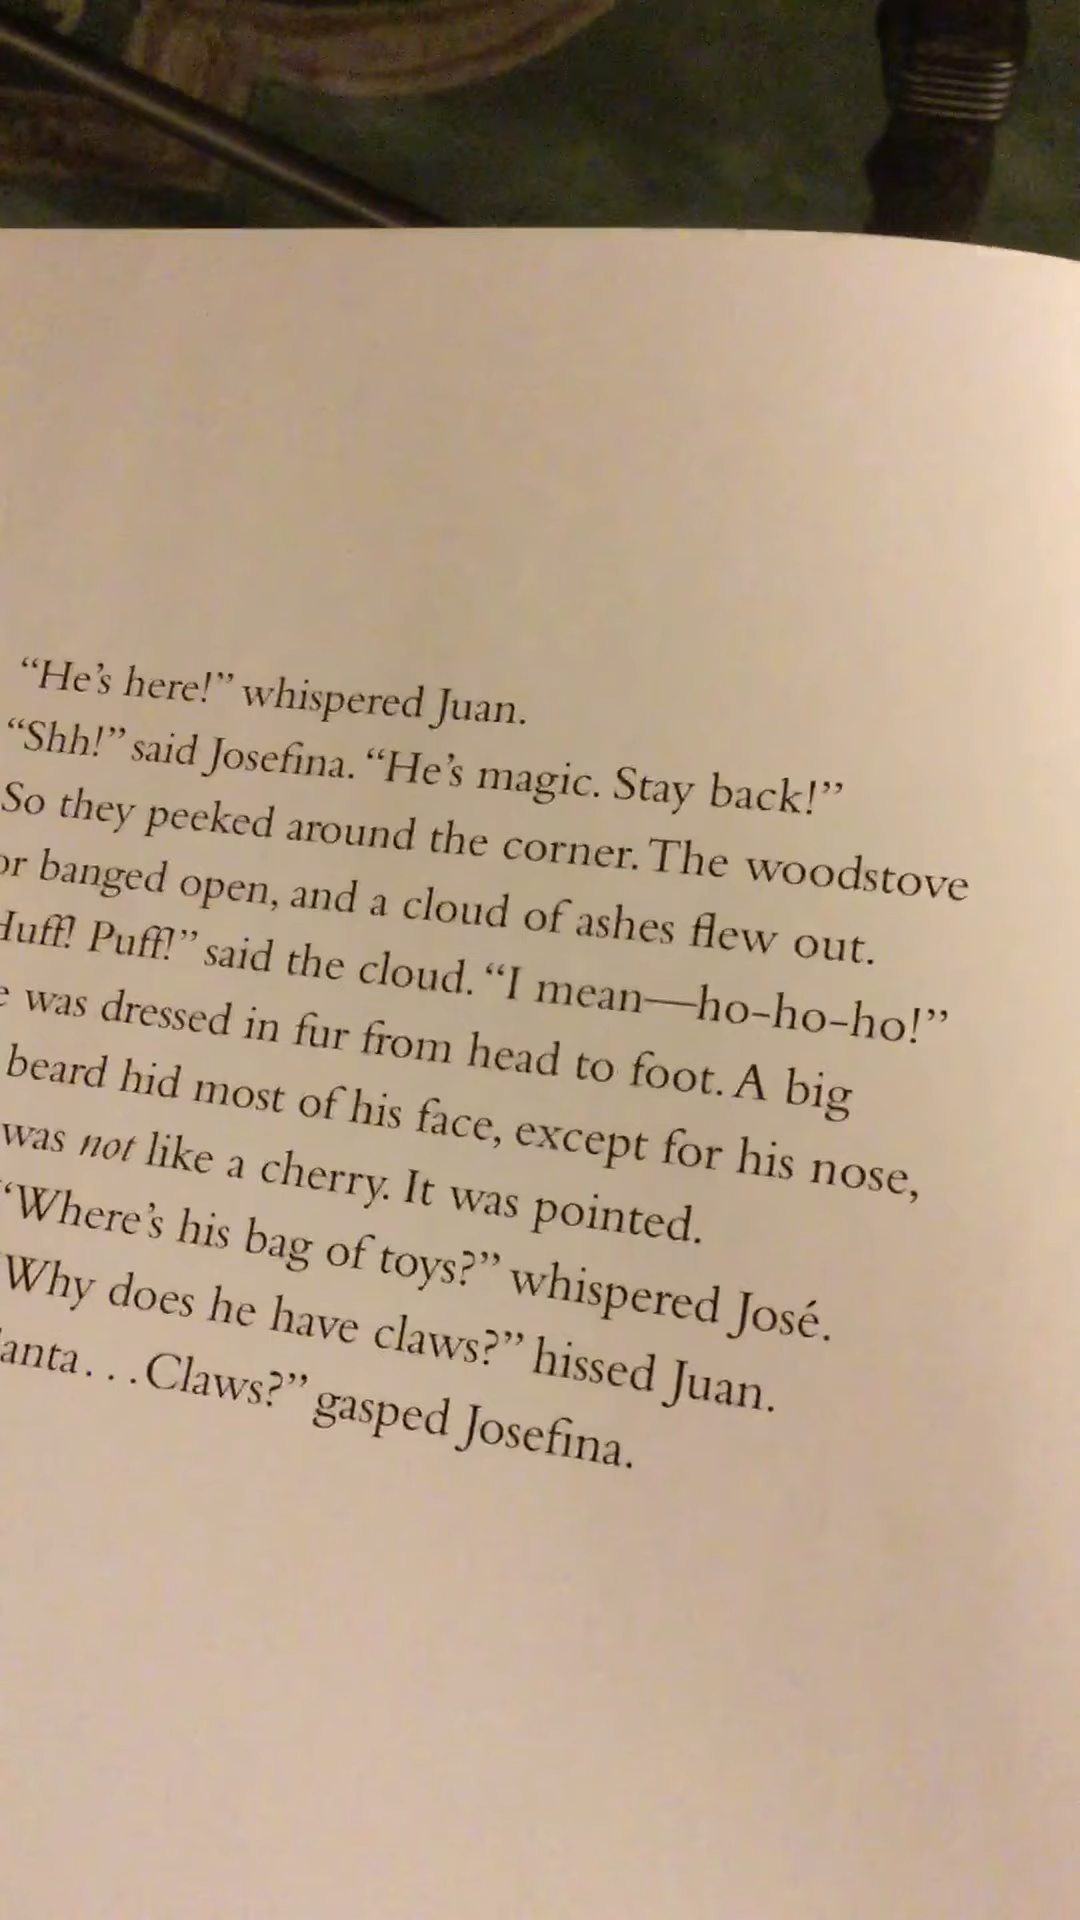 “He’s here!” whispered Juan.
“Shh!” said Josefina. “He’s magic. Stay back!”
So they peeked around the corner. The woodstove
or banged open, and a cloud of ashes flew out.
Huff! Puff!” said the cloud. “I mean—ho-ho-ho!”
e was dressed in fur from head to foot. A big
beard hid most of his face, except for his nose,
was not like a cherry. It was pointed.
“Where’s his bag of toys?” whispered José.
Why does he have claws?” hissed Juan.
anta. . .Claws?” gasped Josefina.